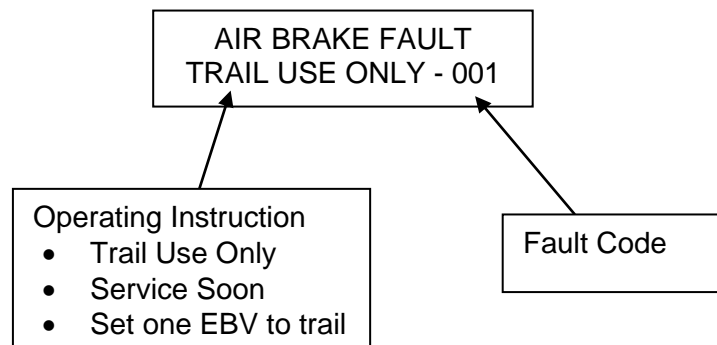 AIR BRAKE FAULT
TRAIL USE ONLY - 001
Operating Instruction
• Trail Use Only
• Service Soon
• Set one EBV to trail
Fault Code